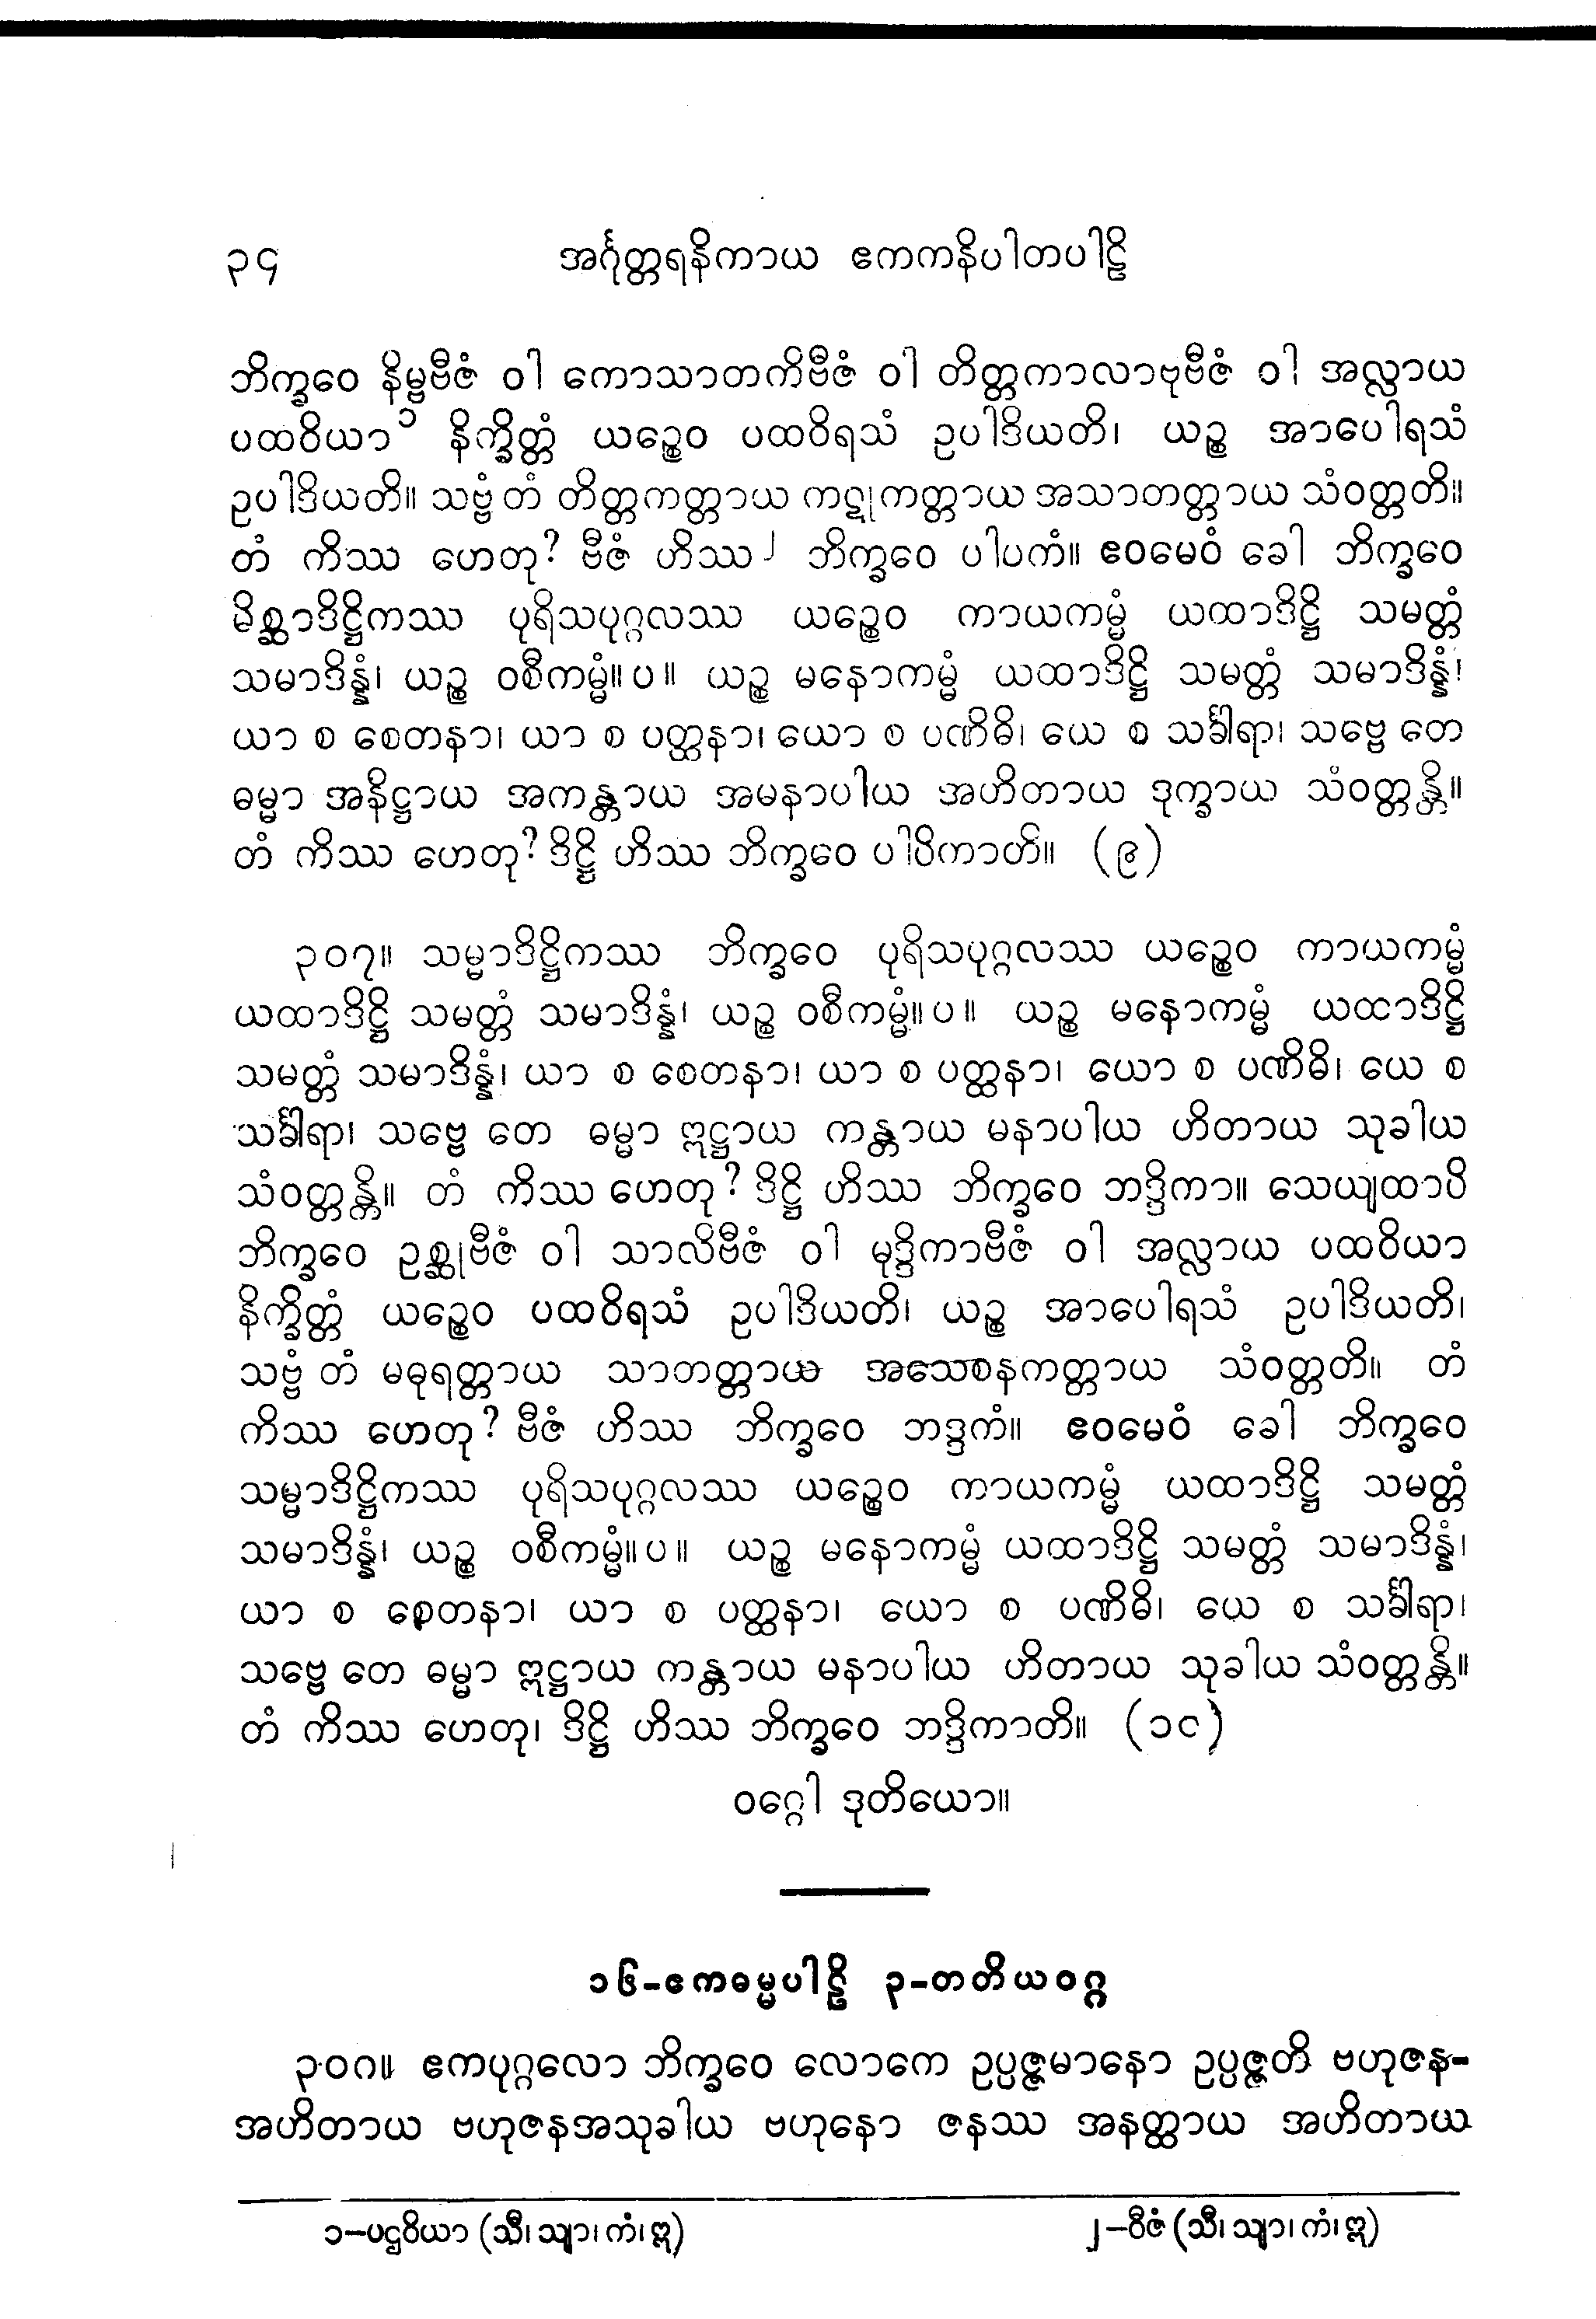 ၃၄ အင်္ဂုတ္တရနိကာယ ဧကကနိပါတပါဠိ
ဘိက္ခဝေ နိမ္ဗဗီဇံ ဝါ ကောသာတကိဗီဇံ ဝါ တိတ္တကာလာဗုဗီဇံ ဝါ အလ္လာယ
ပထဝိယာ၁ နိက္ခိတ္တံ ယဉ္စေဝ ပထဝိရသံ ဥပါဒိယတိ၊ ယဉ္စ အာပေါရသံ
ဥပါဒိယတိ။ သဗ္ဗံ တံ တိတ္တကတ္တာယ ကဋုကတ္တာယ အသာတတ္တာယ သံဝတ္တတိ။
တံ ကိဿ ဟေတု? ဗီဇံ ဟိဿ၂ ဘိက္ခဝေ ပါပကံ။ ဧဝမေဝံ ခေါ ဘိက္ခဝေ
မိစ္ဆာဒိဋ္ဌိကဿ ပုရိသပုဂ္ဂလဿ ယဉ္စေဝ ကာယကမ္မံ ယထာဒိဋ္ဌိ သမတ္တံ
သမာဒိန္နံ၊ ယဉ္စ ဝစီကမ္မံ။ပ။ ယဉ္စ မနောကမ္မံ ယထာဒိဋ္ဌိ သမတ္တံ သမာဒိန္နံ၊
ယာ စ စေတနာ၊ ယာ စ ပတ္ထနာ၊ ယော စ ပဏိဓိ၊ ယေ စ သင်္ခါရာ၊ သဗ္ဗေ တေ
ဓမ္မာ အနိဋ္ဌာယ အကန္တာယ အမနာပါယ အဟိတာယ ဒုက္ခာယ သံဝတ္တန္တိ။
တံ ကိဿ ဟေတု? ဒိဋ္ဌိ ဟိဿ ဘိက္ခဝေ ပါပိကာတိ။ (၉)
၃၀၇။ သမ္မာဒိဋ္ဌိကဿ ဘိက္ခဝေ ပုရိသပုဂ္ဂလဿ ယဉ္စေဝ ကာယကမ္မံ
ယထာဒိဋ္ဌိ သမတ္တံ သမာဒိန္နံ၊ ယဉ္စ ဝစီကမ္မံ။ပ။ ယဉ္စ မနောကမ္မံ ယထာဒိဋ္ဌိ
သမတ္တံ သမာဒိန္နံ၊ ယာ စ စေတနာ၊ ယာ စ ပတ္ထနာ၊ ယော စ ပဏိဓိ၊ ယေ စ
သင်္ခါရာ၊ သဗ္ဗေ တေ ဓမ္မာ ဣဋ္ဌာယ ကန္တာယ မနာပါယ ဟိတာယ သုခါယ
သံဝတ္တန္တိ။ တံ ကိဿ ဟေတု? ဒိဋ္ဌိ ဟိဿ ဘိက္ခဝေ ဘဒ္ဒိကာ။ သေယျထာပိ
ဘိက္ခဝေ ဥစ္ဆုဗီဇံ ဝါ သာလိဗီဇံ ဝါ မုဒ္ဒိကာဗီဇံ ဝါ အလ္လာယ ပထဝိယာ
နိက္ခိတ္တံ ယဉ္စေဝ ပထဝိရသံ ဥပါဒိယတိ၊ ယဉ္စ အာပေါရသံ ဥပါဒိယတိ၊
သဗ္ဗံ တံ မဓုရတ္တာယ သာတတ္တာယ အသေစနကတ္တာယ သံဝတ္တတိ။ တံ
ကိဿ ဟေတု? ဗီဇံ ဟိဿ ဘိက္ခဝေ ဘဒ္ဒကံ။ ဧဝမေဝံ ခေါ ဘိက္ခဝေ
သမ္မာဒိဋ္ဌိကဿ ပုရိသပုဂ္ဂလဿ ယဉ္စေဝ ကာယကမ္မံ ယထာဒိဋ္ဌိ သမတ္တံ
သမာဒိန္နံ၊ ယဉ္စ ဝစီကမ္မံ။ပ။ ယဉ္စ မနောကမ္မံ ယထာဒိဋ္ဌိ သမတ္တံ သမာဒိန္နံ၊
ယာ စ စေတနာ၊ ယာ စ ပတ္ထနာ၊ ယော စ ပဏိဓိ၊ ယေ စ သင်္ခါရာ၊
သဗ္ဗေ တေ ဓမ္မာ ဣဋ္ဌာယ ကန္တာယ မနာပါယ ဟိတာယ သုခါယ သံဝတ္တန္တိ။
တံ ကိဿ ဟေတု၊ ဒိဋ္ဌိ ဟိဿ ဘိက္ခဝေ ဘဒ္ဒိကာတိ။ (၁၀)
ဝဂ္ဂေါ ဒုတိယော။
၁၆-ဧကဓမ္မပါဠိ ၃-တတိယဝဂ္ဂ
၃၀၈။ ဧကပုဂ္ဂလော ဘိက္ခဝေ လောကေ ဥပ္ပဇ္ဇမာနော ဥပ္ပဇ္ဇတိ ဗဟုဇန-
အဟိတာယ ဗဟုဇနအသုခါယ ဗဟုနော ဇနဿ အနတ္ထာယ အဟိတာယ
၁-ပဌဝိယာ (သီ၊ သျာ၊ ကံ၊ ဣ) ၂-ဝီဇံ (သီ၊ သျာ၊ ကံ၊ ဣ)